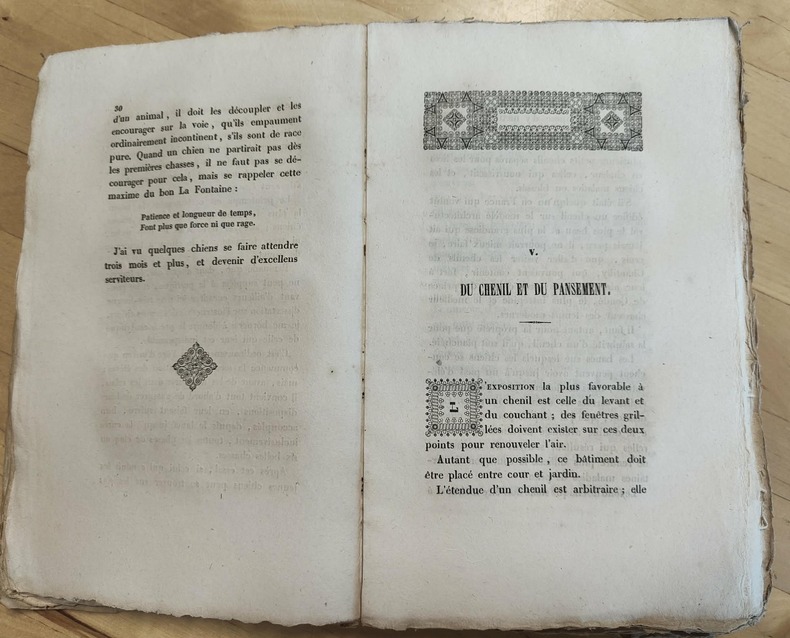 30
d'un animal, il doit les découpler et les
encourager sur la voie, qu'ils empaument
ordinairement incontinent, s'ils sont de race
pure. Quand un chien ne partirait pas dès
les premières chasses, il ne faut pas se dé-
courager pour cela, mais se rappeler cette
maxime du bon La Fontaine :
Patience et longueur de temps,
Font plus que force ni que rage.
J'ai vu quelques chiens se faire attendre
trois mois et plus, et devenir d'excellens
serviteurs.
V.
DU CHENIL ET DU PANSEMENT.
L'EXPOSITION la plus favorable à
un chenil est celle du levant et
du couchant ; des fenêtres gril-
lées doivent exister sur ces deux
points pour renouveler l'air.
Autant que possible, ce bâtiment doit
être placé entre cour et jardin.
L'étendue d'un chenil est arbitraire ; elle